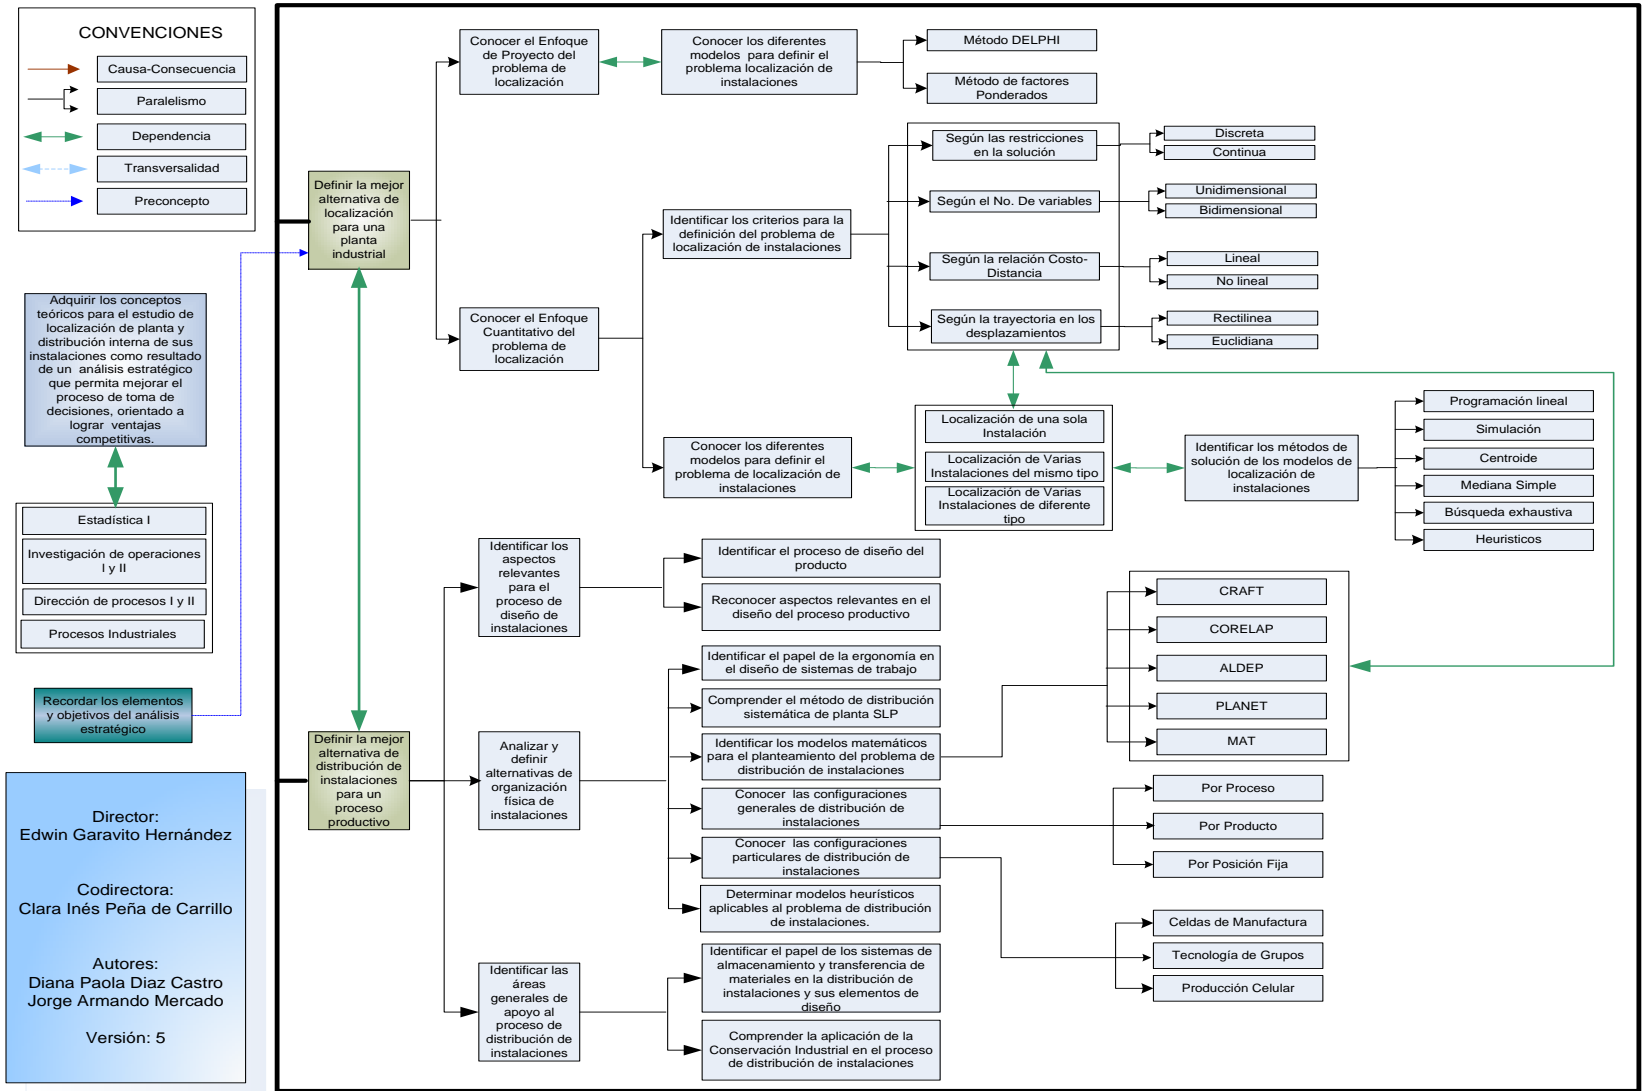 CONVENCIONES
Causa-Consecuencia
Paralelismo
Dependencia
Transversalidad
Preconcepto
Adquirir los conceptos
teóricos para el estudio de
localización de planta y
distribución interna de sus
instalaciones como resultado
de un análisis estratégico
que permita mejorar el
proceso de toma de
decisiones, orientado a
lograr ventajas
competitivas.
Estadística I
Investigación de operaciones
I y II
Dirección de procesos I y II
Procesos Industriales
Recordar los elementos
y objetivos del análisis
estratégico
Director:
Edwin Garavito Hernández
Codirectora:
Clara Inés Peña de Carrillo
Autores:
Diana Paola Diaz Castro
Jorge Armando Mercado
Versión: 5
Definir la mejor
alternativa de
localización
para una
planta
industrial
Conocer el Enfoque
de Proyecto del
problema de
localización
Conocer los diferentes
modelos para definir el
problema localización de
instalaciones
Método DELPHI
Método de factores
Ponderados
Conocer el Enfoque
Cuantitativo del
problema de
localización
Identificar los criterios para la
definición del problema de
localización de instalaciones
Según las restricciones
en la solución
Discreta
Continua
Según el No. De variables
Unidimensional
Bidimensional
Según la relación Costo-
Distancia
Lineal
No lineal
Según la trayectoria en los
desplazamientos
Rectilinea
Euclidiana
Conocer los diferentes
modelos para definir el
problema de localización de
instalaciones
Localización de una sola
Instalación
Localización de Varias
Instalaciones del mismo tipo
Localización de Varias
Instalaciones de diferente
tipo
Identificar los métodos de
solución de los modelos de
localización de
instalaciones
Programación lineal
Simulación
Centroide
Mediana Simple
Búsqueda exhaustiva
Heuristicos
Definir la mejor
alternativa de
distribución de
instalaciones
para un
proceso
productivo
Identificar los
aspectos
relevantes
para el
proceso de
diseño de
instalaciones
Identificar el proceso de diseño del
producto
Reconocer aspectos relevantes en el
diseño del proceso productivo
Analizar y
definir
alternativas de
organización
física de
instalaciones
Identificar el papel de la ergonomía en
el diseño de sistemas de trabajo
Comprender el método de distribución
sistemática de planta SLP
Identificar los modelos matemáticos
para el planteamiento del problema de
distribución de instalaciones
CRAFT
CORELAP
ALDEP
PLANET
MAT
Conocer las configuraciones
generales de distribución de
instalaciones
Por Proceso
Por Producto
Por Posición Fija
Conocer las configuraciones
particulares de distribución de
instalaciones
Celdas de Manufactura
Tecnología de Grupos
Producción Celular
Determinar modelos heurísticos
aplicables al problema de distribución
de instalaciones.
Identificar las
áreas
generales de
apoyo al
proceso de
distribución de
instalaciones
Identificar el papel de los sistemas de
almacenamiento y transferencia de
materiales en la distribución de
instalaciones y sus elementos de
diseño
Comprender la aplicación de la
Conservación Industrial en el proceso
de distribución de instalaciones